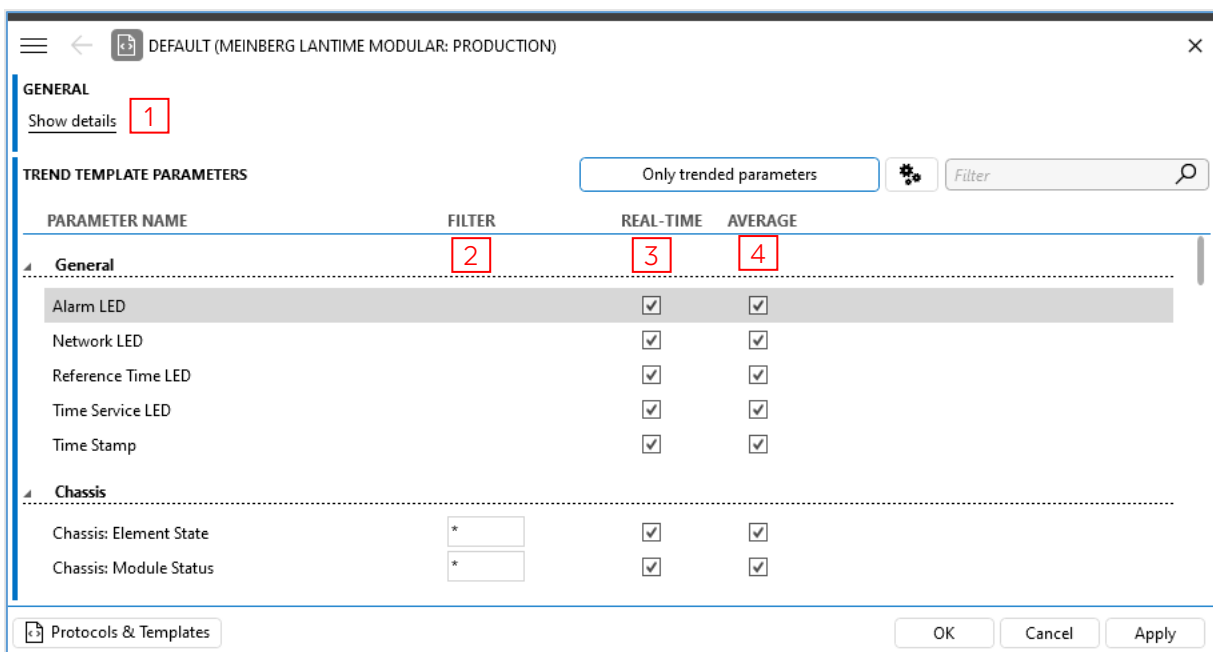 DEFAULT (MEINBERG LANTIME MODULAR: PRODUCTION)
GENERAL
Show details 1
TREND TEMPLATE PARAMETERS Only trended parameters Filter
PARAMETER NAME FILTER REAL-TIME AVERAGE
General 2 3 4
Alarm LED
Network LED
Reference Time LED
Time Service LED
Time Stamp
Chassis
Chassis: Element State *
Chassis: Module Status *
Protocols & Templates OK Cancel Apply